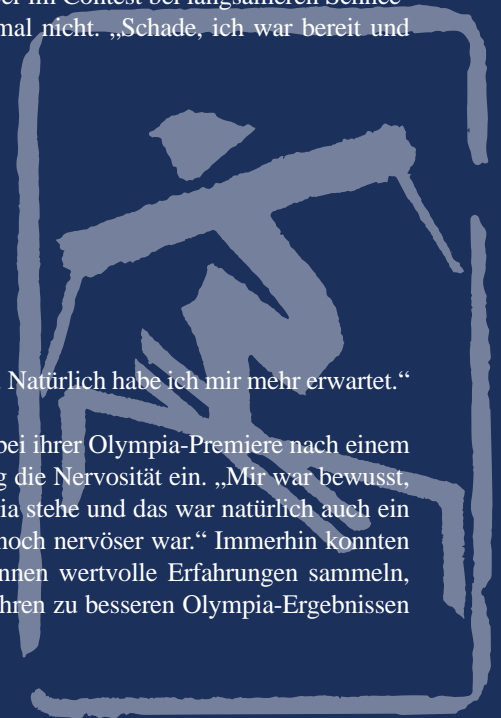 mal nicht. „Schade, ich war bereit und
. Natürlich habe ich mir mehr erwartet.“
bei ihrer Olympia-Premiere nach einem
g die Nervosität ein. „Mir war bewusst,
ia stehe und das war natürlich auch ein
noch nervöser war.“ Immerhin konnten
nnen wertvolle Erfahrungen sammeln,
hren zu besseren Olympia-Ergebnissen